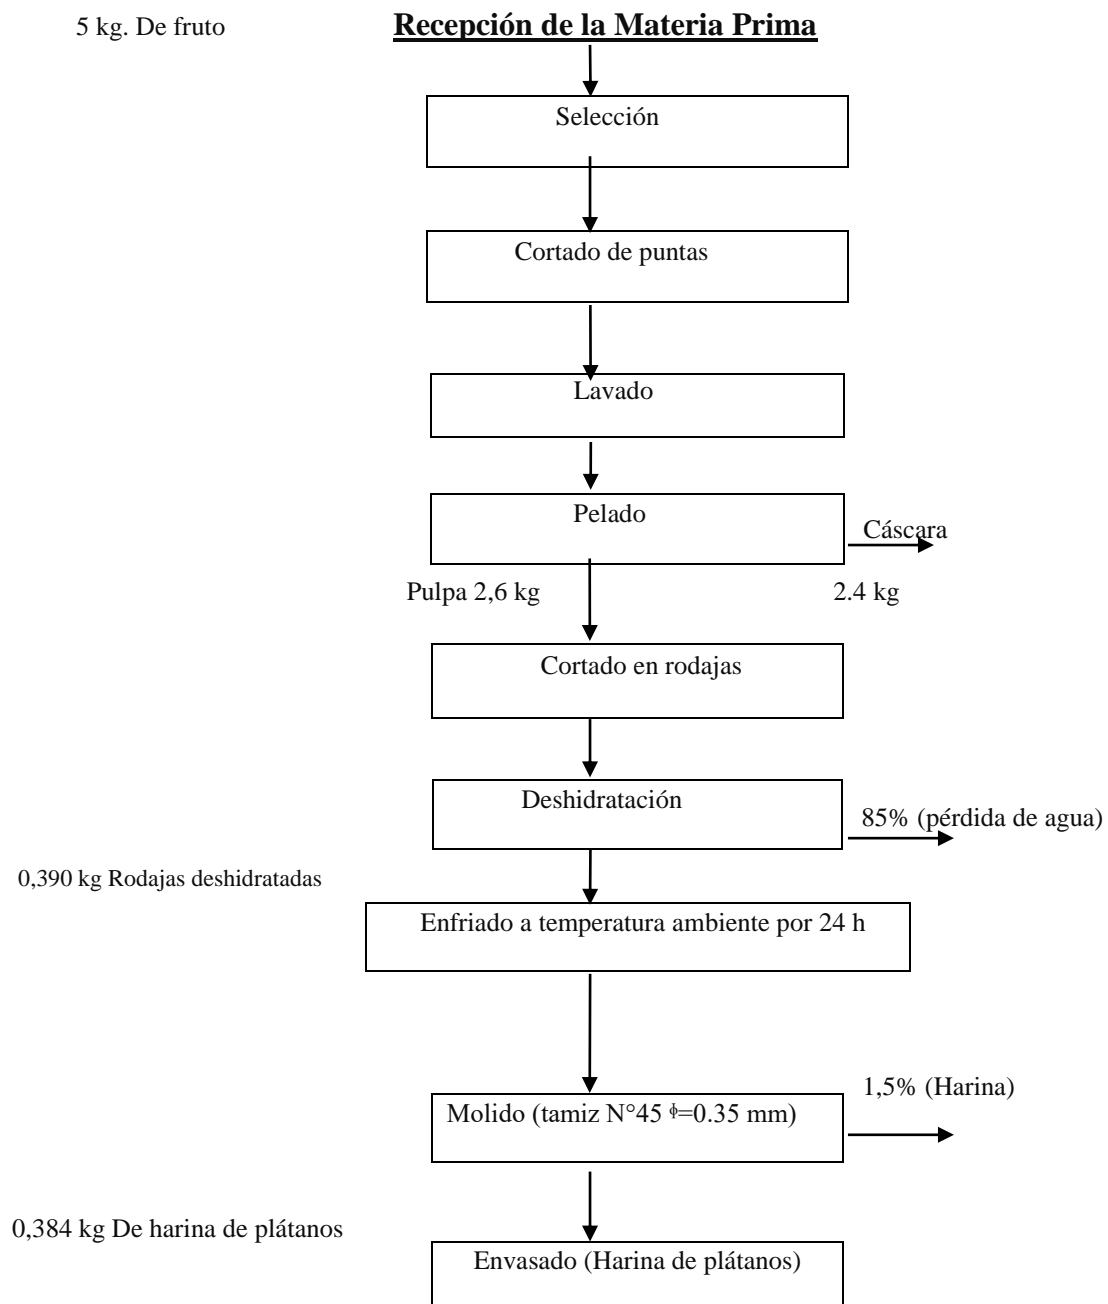 5 kg. De fruto
Recepción de la Materia Prima
Selección
Cortado de puntas
Lavado
Pelado
Cáscara
Pulpa 2,6 kg
2.4 kg
Cortado en rodajas
Deshidratación
85% (pérdida de agua)
0,390 kg Rodajas deshidratadas
Enfriado a temperatura ambiente por 24 h
1,5% (Harina)
Molido (tamiz N°45 ϕ=0.35 mm)
0,384 kg De harina de plátanos
Envasado (Harina de plátanos)